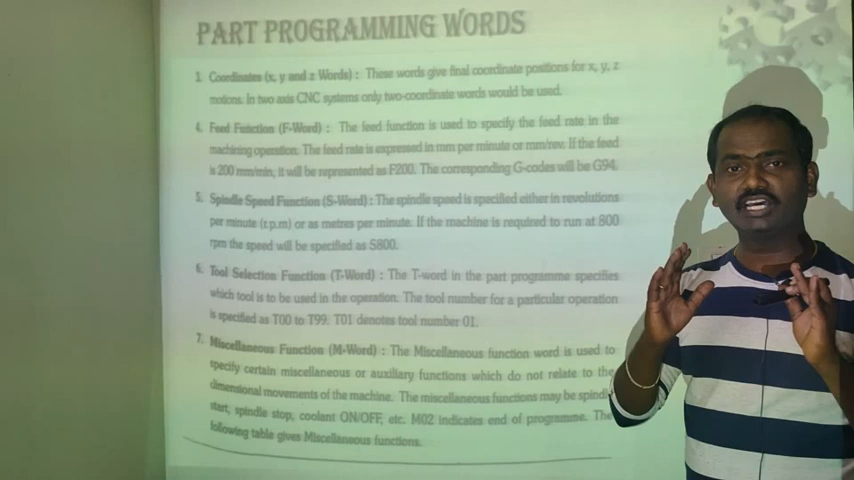 PART PROGRAMMING WORDS
3. Coordinates (x, y and z Words) : These words give final coordinate positions for x, y, z
motions. In two axis CNC systems only two-coordinate words would be used.
4. Feed Function (F-Word) : The feed function is used to specify the feed rate in the
machining operation. The feed rate is expressed in mm per minute or mm/rev. If the feed
is 200 mm/min, it will be represented as F200. The corresponding G-codes will be G94.
5. Spindle Speed Function (S-Word) : The spindle speed is specified either in revolutions
per minute (r.p.m) or as metres per minute. If the machine is required to run at 800
rpm the speed will be specified as S800.
6. Tool Selection Function (T-Word) : The T-word in the part programme specifies
which tool is to be used in the operation. The tool number for a particular operation
is specified as T00 to T99. T01 denotes tool number 01.
7. Miscellaneous Function (M-Word) : The Miscellaneous function word is used to
specify certain miscellaneous or auxiliary functions which do not relate to the
dimensional movements of the machine. The miscellaneous functions may be spindle
start, spindle stop, coolant ON/OFF, etc. M02 indicates end of programme. The
following table gives Miscellaneous functions.